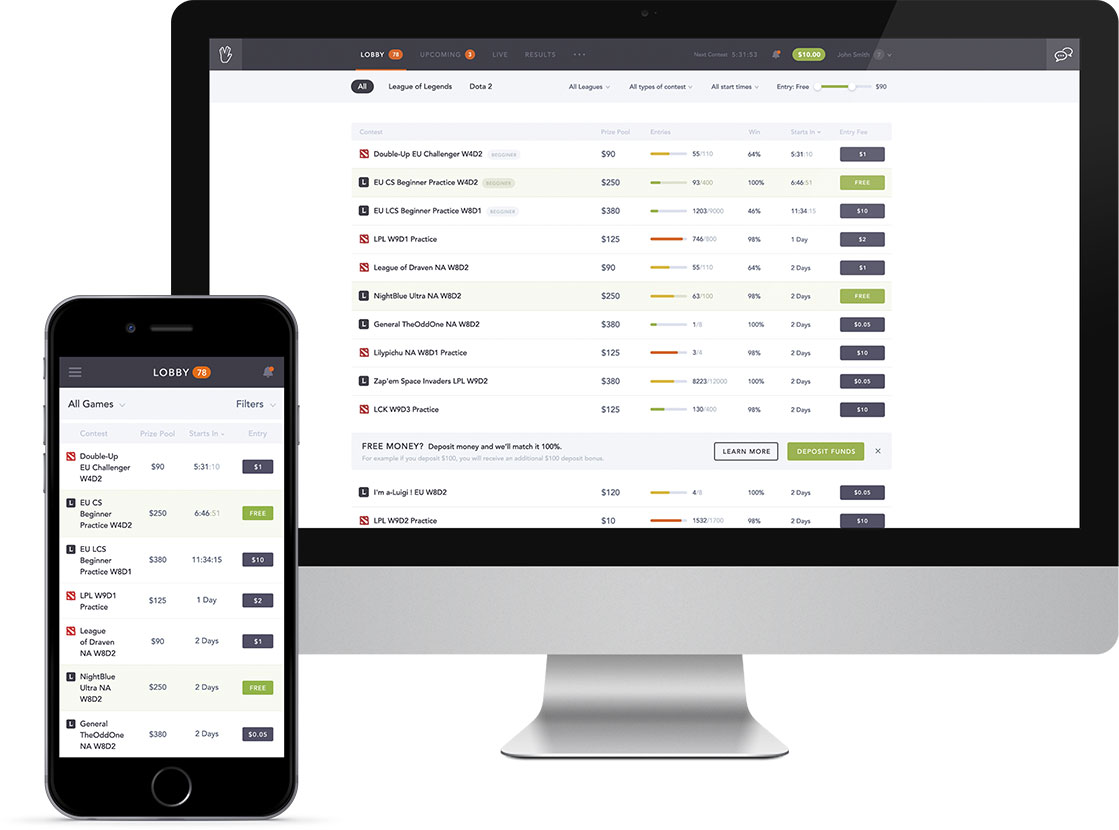 LOBBY 78 UPCOMING 3 LIVE RESULTS ••• Next Contest 5:31:53 $10.00 John Smith 7
All League of Legends Dota 2 All Leagues All types of contest All start times Entry: Free $90
Contest Prize Pool Entries Win Starts In Entry Fee
Double-Up EU Challenger W4D2 BEGGINER $90 55/110 64% 5:31:10 $1
L EU CS Beginner Practice W4D2 BEGGINER $250 93/400 100% 6:46:51 FREE
L EU LCS Beginner Practice W8D1 BEGGINER $380 1203/9000 46% 11:34:15 $10
LPL W9D1 Practice $125 746/800 98% 1 Day $2
League of Draven NA W8D2 $90 55/110 64% 2 Days $1
L NightBlue Ultra NA W8D2 $250 63/100 98% 2 Days FREE
L General TheOddOne NA W8D2 $380 1/8 100% 2 Days $0.05
Lilypichu NA W8D1 Practice $125 3/4 98% 2 Days $10
L Zap'em Space Invaders LPL W9D2 $380 8223/12000 100% 2 Days $0.05
LCK W9D3 Practice $125 130/400 98% 2 Days $10
FREE MONEY? Deposit money and we'll match it 100%.
For example if you deposit $100, you will receive an additional $100 deposit bonus.
LEARN MORE DEPOSIT FUNDS ×
L I'm a-Luigi ! EU W8D2 $120 4/8 100% 2 Days $0.05
LPL W9D2 Practice $10 1532/1700 98% 2 Days $10
LOBBY 78
All Games Filters
Contest Prize Pool Starts In Entry
Double-Up
EU Challenger $90 5:31:10 $1
W4D2
L EU CS
Beginner $250 6:46:51 FREE
Practice W4D2
L EU LCS
Beginner $380 11:34:15 $10
Practice W8D1
LPL W9D1 $125 1 Day $2
Practice
League
of Draven $90 2 Days $1
NA W8D2
L NightBlue
Ultra NA $250 2 Days FREE
W8D2
L General
TheOddOne $380 2 Days $0.05
NA W8D2